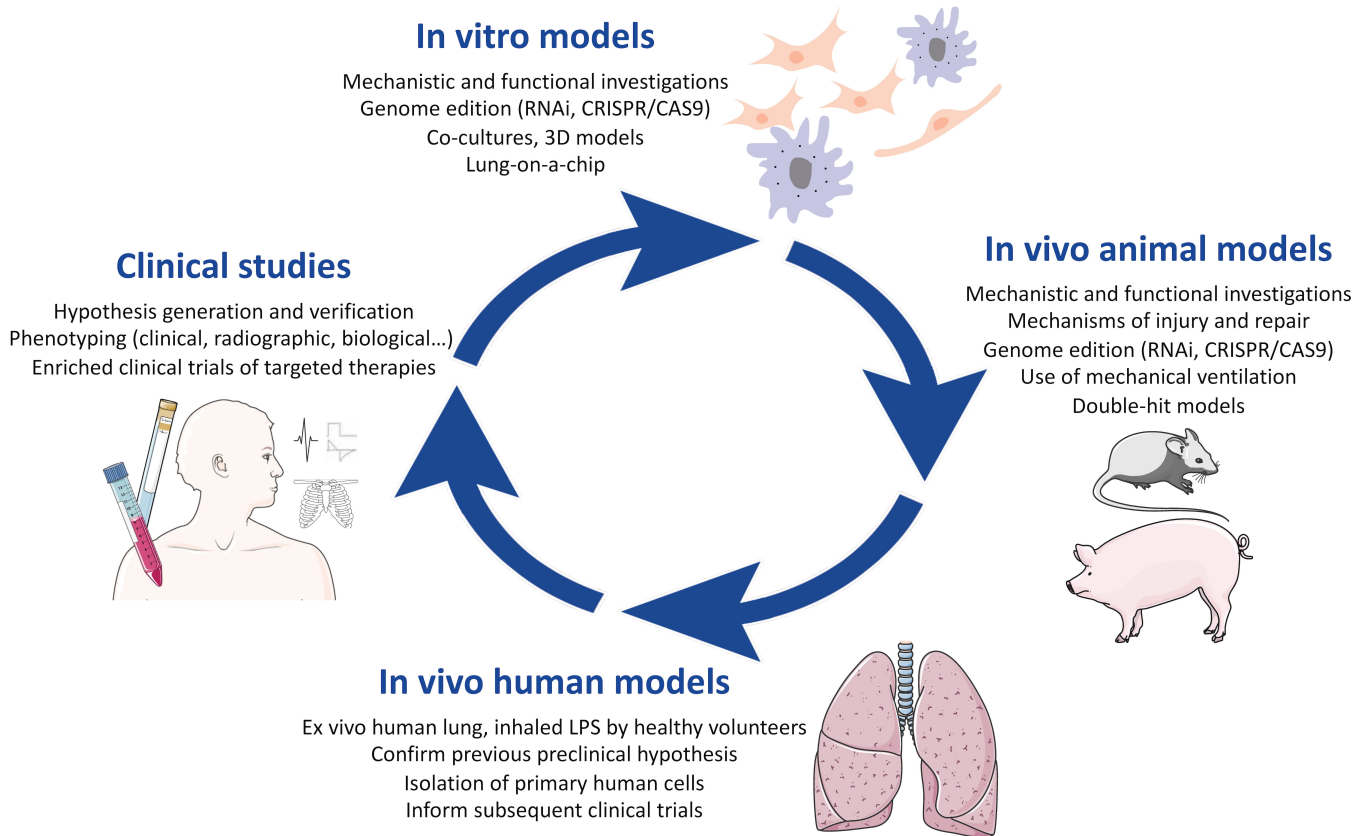 In vitro models
Mechanistic and functional investigations
Genome edition (RNAi, CRISPR/CAS9)
Co-cultures, 3D models
Lung-on-a-chip
In vivo animal models
Mechanistic and functional investigations
Mechanisms of injury and repair
Genome edition (RNAi, CRISPR/CAS9)
Use of mechanical ventilation
Double-hit models
In vivo human models
Ex vivo human lung, inhaled LPS by healthy volunteers
Confirm previous preclinical hypothesis
Isolation of primary human cells
Inform subsequent clinical trials
Clinical studies
Hypothesis generation and verification
Phenotyping (clinical, radiographic, biological...)
Enriched clinical trials of targeted therapies